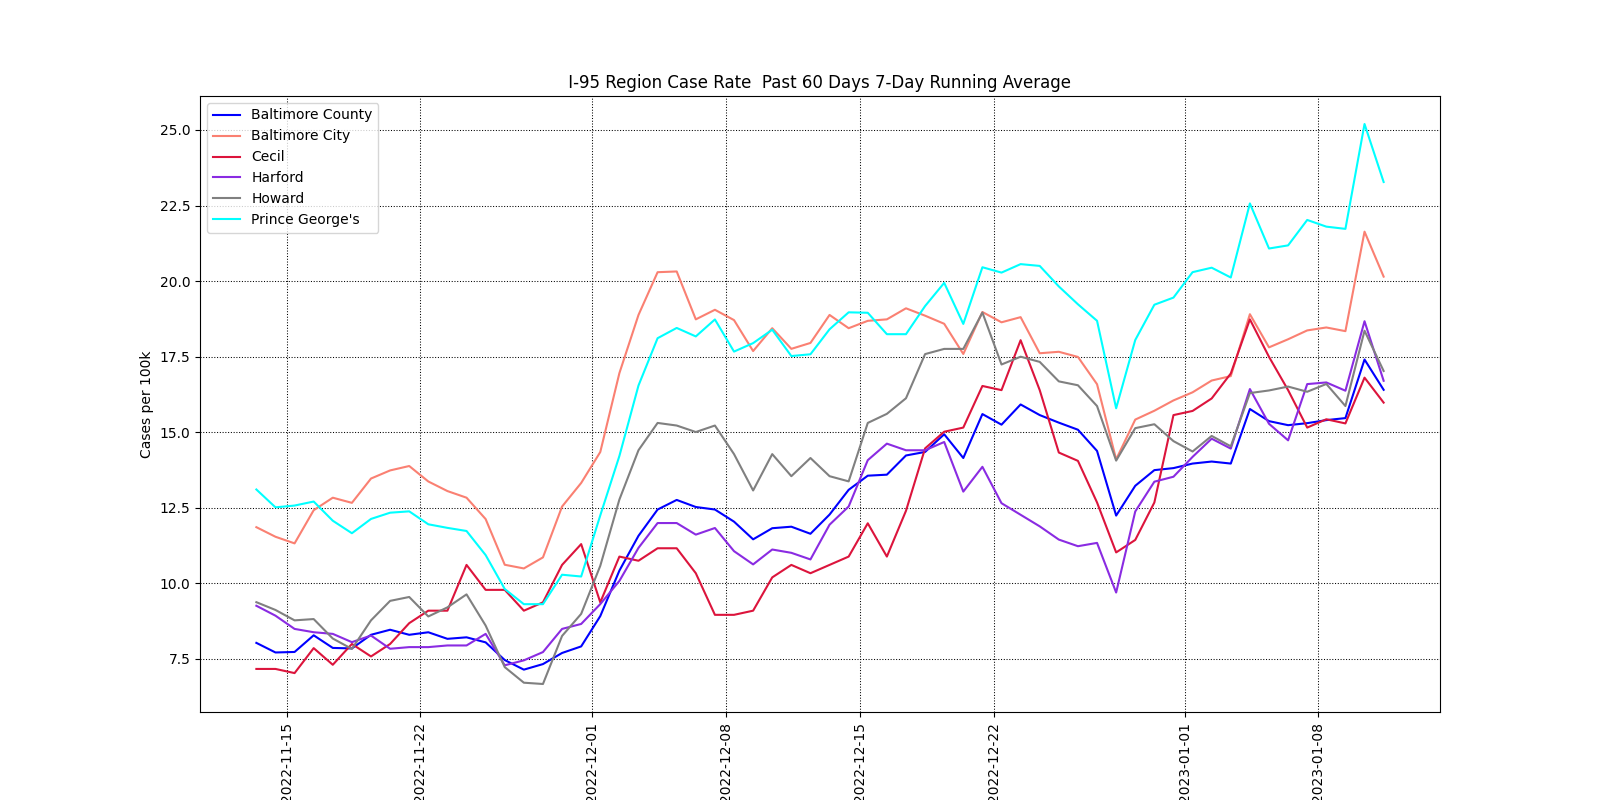 I-95 Region Case Rate  Past 60 Days 7-Day Running Average
Baltimore County
Baltimore City
Cecil
Harford
Howard
Prince George's
Cases per 100k
25.0
22.5
20.0
17.5
15.0
12.5
10.0
7.5
2022-11-15
2022-11-22
2022-12-01
2022-12-08
2022-12-15
2022-12-22
2023-01-01
2023-01-08